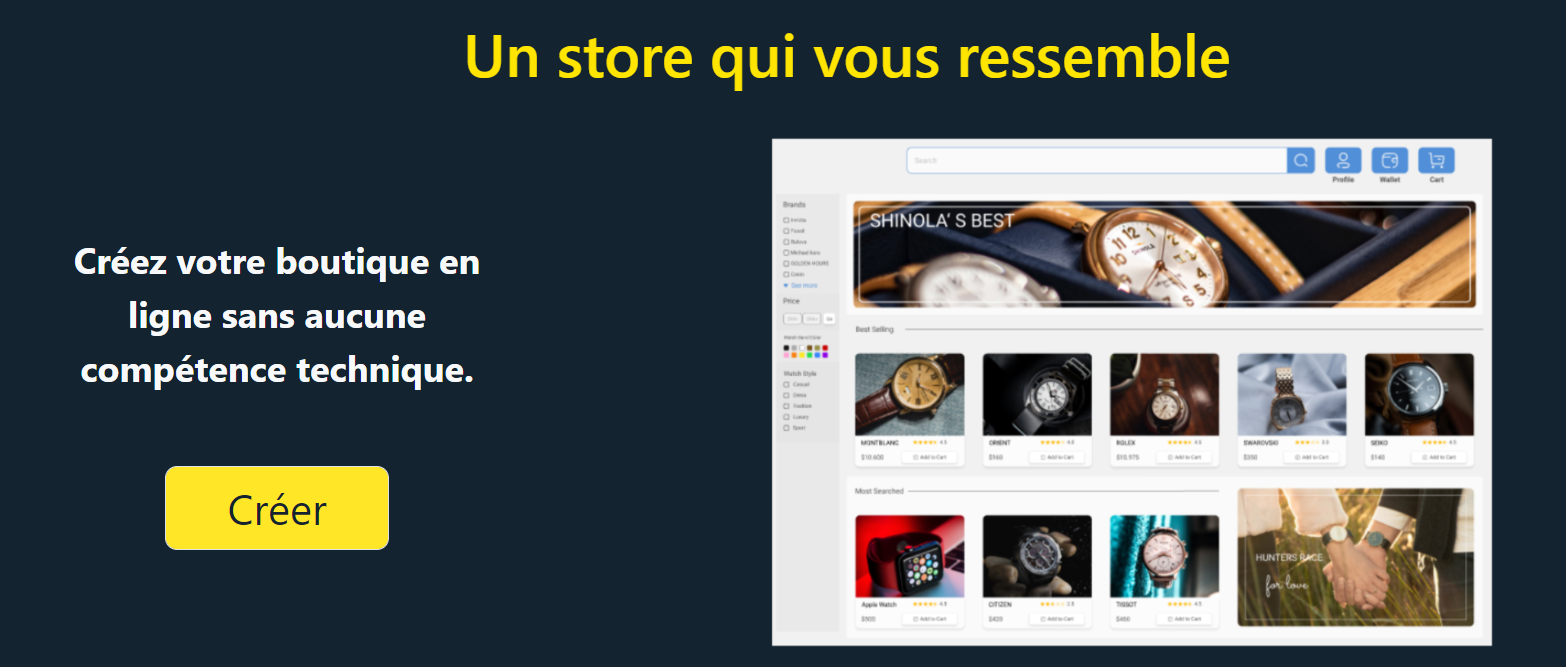 Un store qui vous ressemble
Créez votre boutique en
ligne sans aucune
compétence technique.
Créer
Search
Profile
Wallet
Cart
Brands
Fossil
Bulova
Michael Kors
GOLDEN HOURS
Casio
+ See more
Price
SHINOLA' S BEST
Watch Style
Casual
Dress
Fashion
Luxury
Sport
Best Selling
MONTBLANC 4.5
$10.600 Add to Cart
ORIENT 4.0
$160 Add to Cart
ROLEX 4.5
$10.975 Add to Cart
SWAROVSKI 3.0
$350 Add to Cart
SEIKO 4.5
$140 Add to Cart
Most Searched
Apple Watch 4.5
$500 Add to Cart
CITIZEN 2.5
$420 Add to Cart
TISSOT 4.5
$460 Add to Cart
HUNTERS RACE
for love